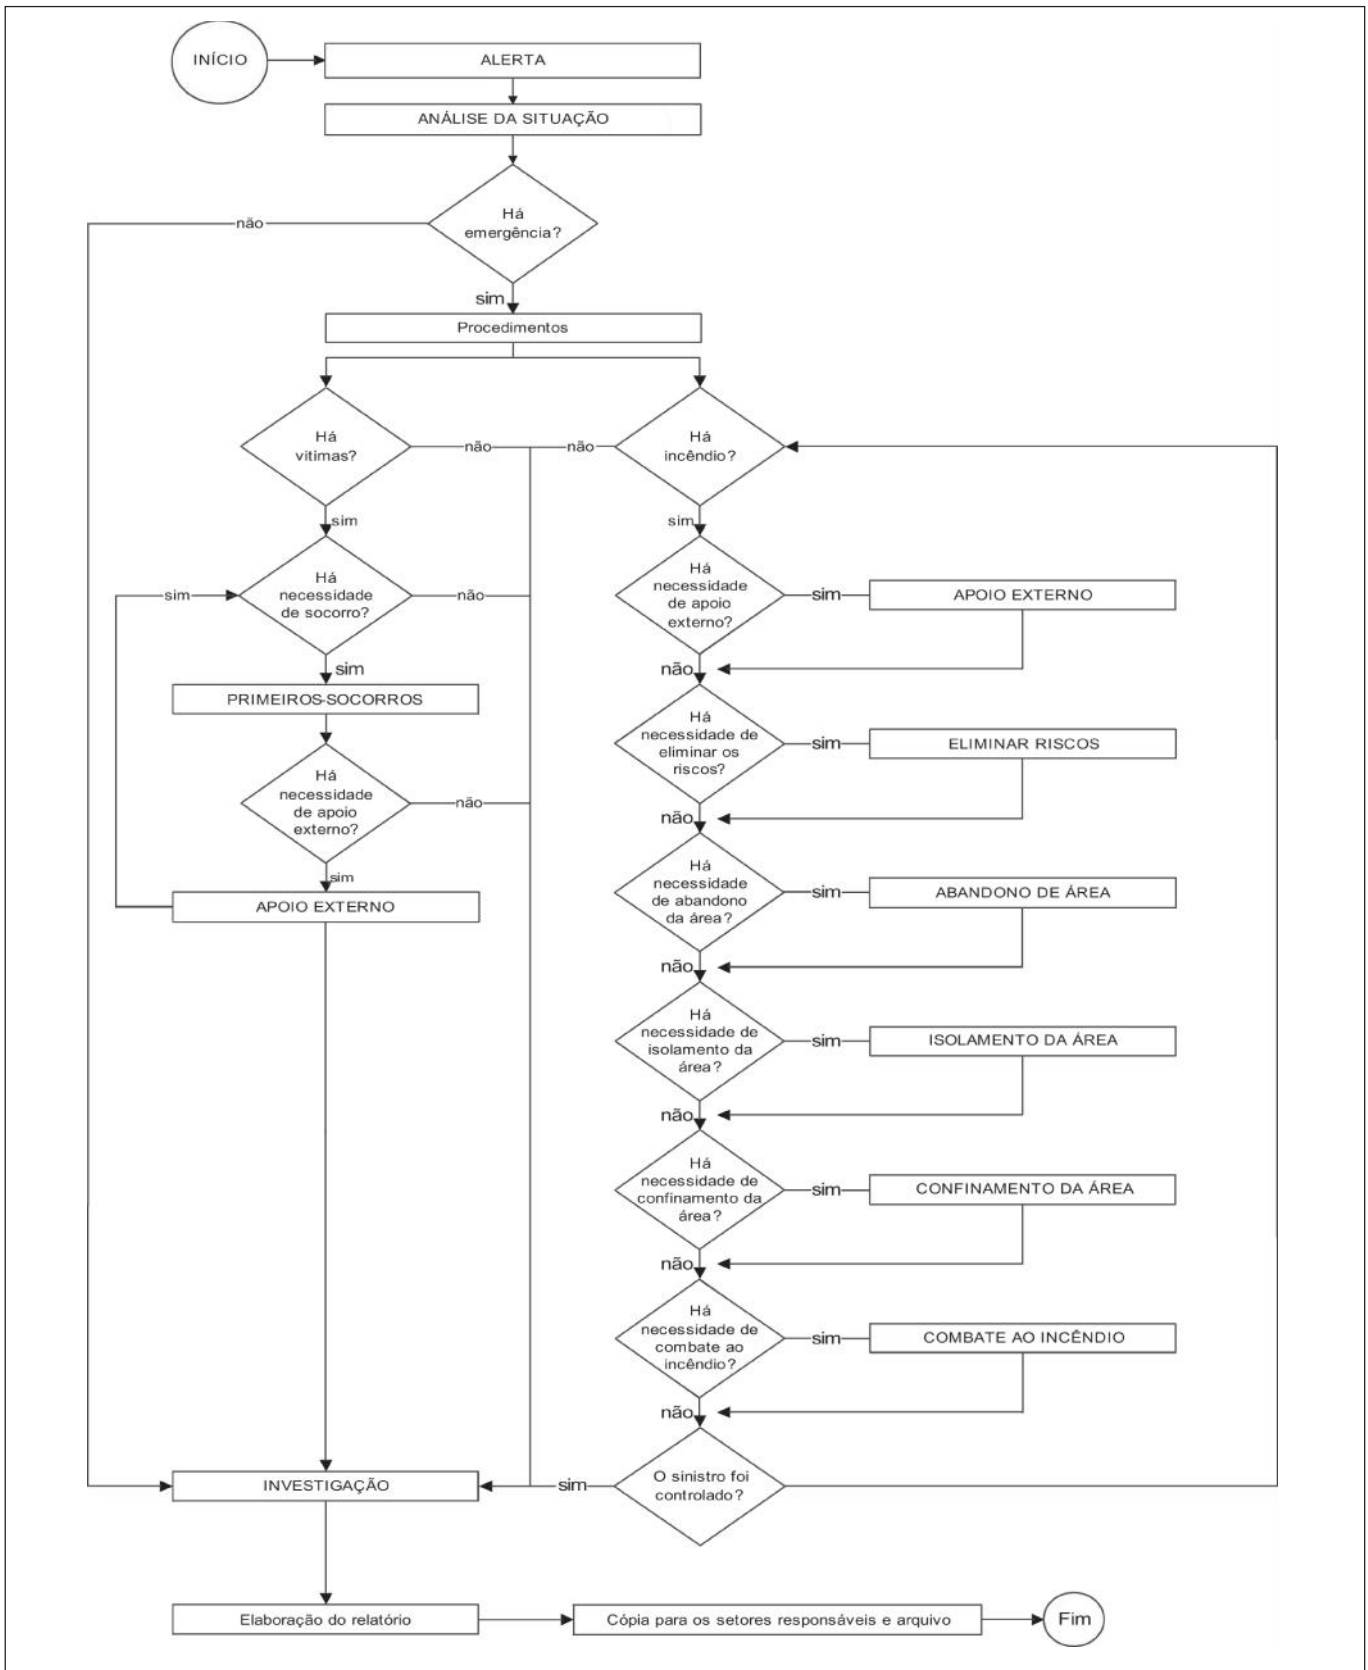 INÍCIO
ALERTA
ANÁLISE DA SITUAÇÃO
Há
emergência?
não
sim
Procedimentos
Há
vitimas?
não
não
Há
incêndio?
sim
sim
Há
necessidade
de socorro?
sim
não
Há
necessidade
de apoio
externo?
sim
APOIO EXTERNO
sim
não
PRIMEIROS-SOCORROS
Há
necessidade de
eliminar os
riscos?
sim
ELIMINAR RISCOS
Há
necessidade
de apoio
externo?
não
não
sim
APOIO EXTERNO
Há
necessidade
de abandono
da área?
sim
ABANDONO DE ÁREA
não
Há
necessidade de
isolamento da
área?
sim
ISOLAMENTO DA ÁREA
não
Há
necessidade de
confinamento da
área?
sim
CONFINAMENTO DA ÁREA
não
Há
necessidade de
combate ao
incêndio?
sim
COMBATE AO INCÊNDIO
não
O sinistro foi
controlado?
sim
INVESTIGAÇÃO
Elaboração do relatório
Cópia para os setores responsáveis e arquivo
Fim